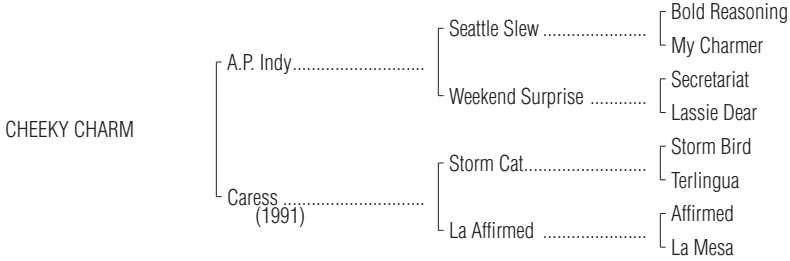 Bold Reasoning
Seattle Slew ......................
My Charmer
A.P. Indy............................
Secretariat
Weekend Surprise ............
Lassie Dear
CHEEKY CHARM
Storm Bird
Storm Cat..........................
Terlingua
Caress ..............................
(1991)
Affirmed
La Affirmed ......................
La Mesa